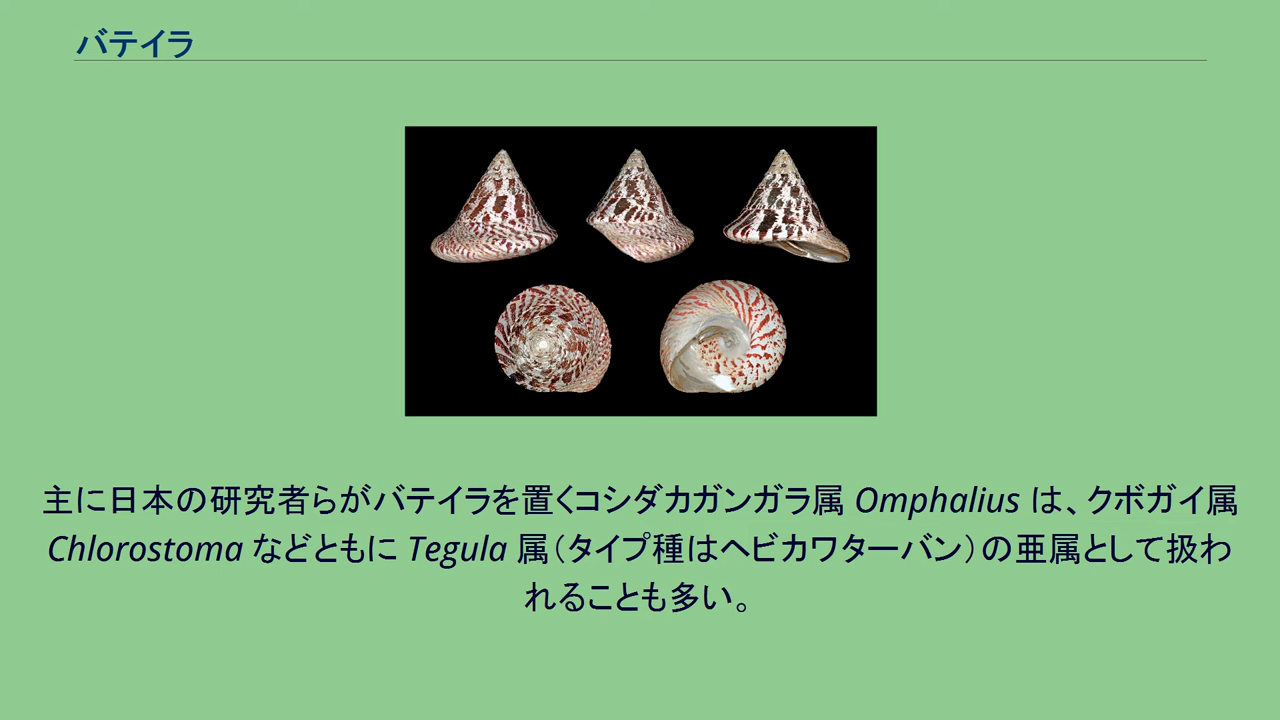 バテイラ
主に日本の研究者らがバテイラを置くコシダカガンガラ属 Omphalius は、クボガイ属
Chlorostoma などともに Tegula 属（タイプ種はヘビカワターバン）の亜属として扱わ
れることも多い。